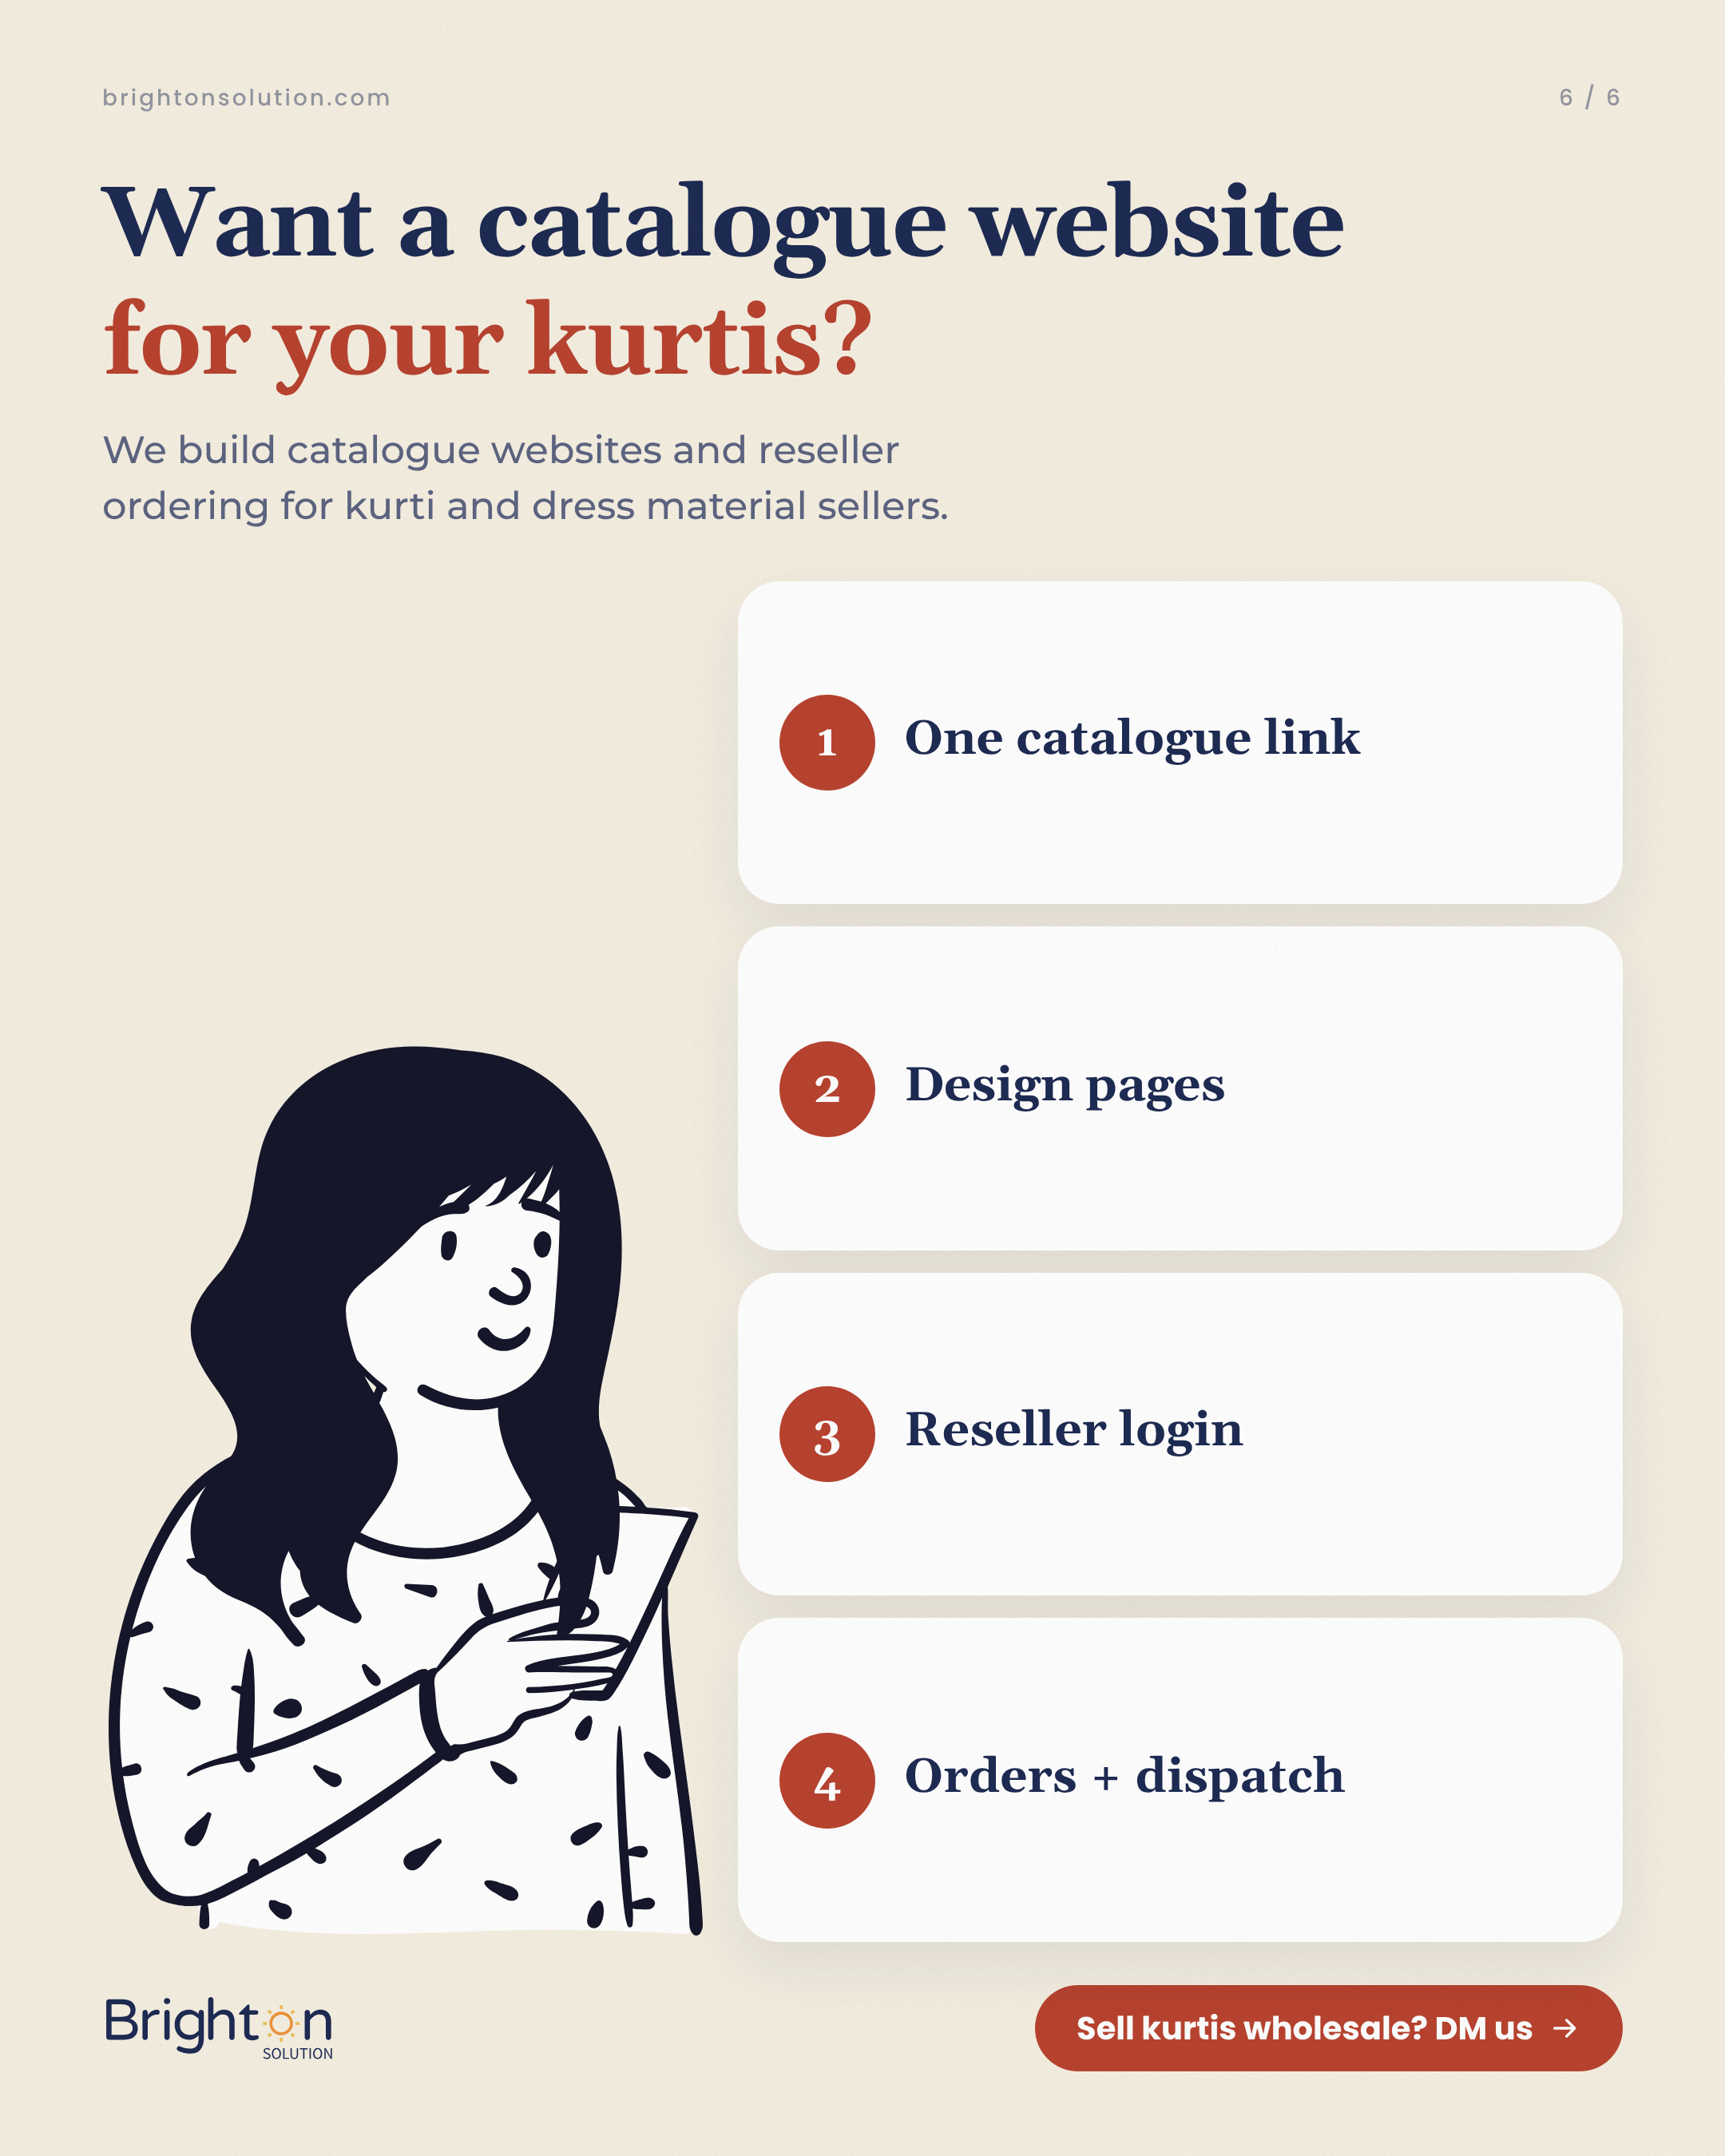 brightonsolution.com
6 / 6
Want a catalogue website
for your kurtis?
We build catalogue websites and reseller
ordering for kurti and dress material sellers.
1 One catalogue link
2 Design pages
3 Reseller login
4 Orders + dispatch
Brighton
SOLUTION
Sell kurtis wholesale? DM us →